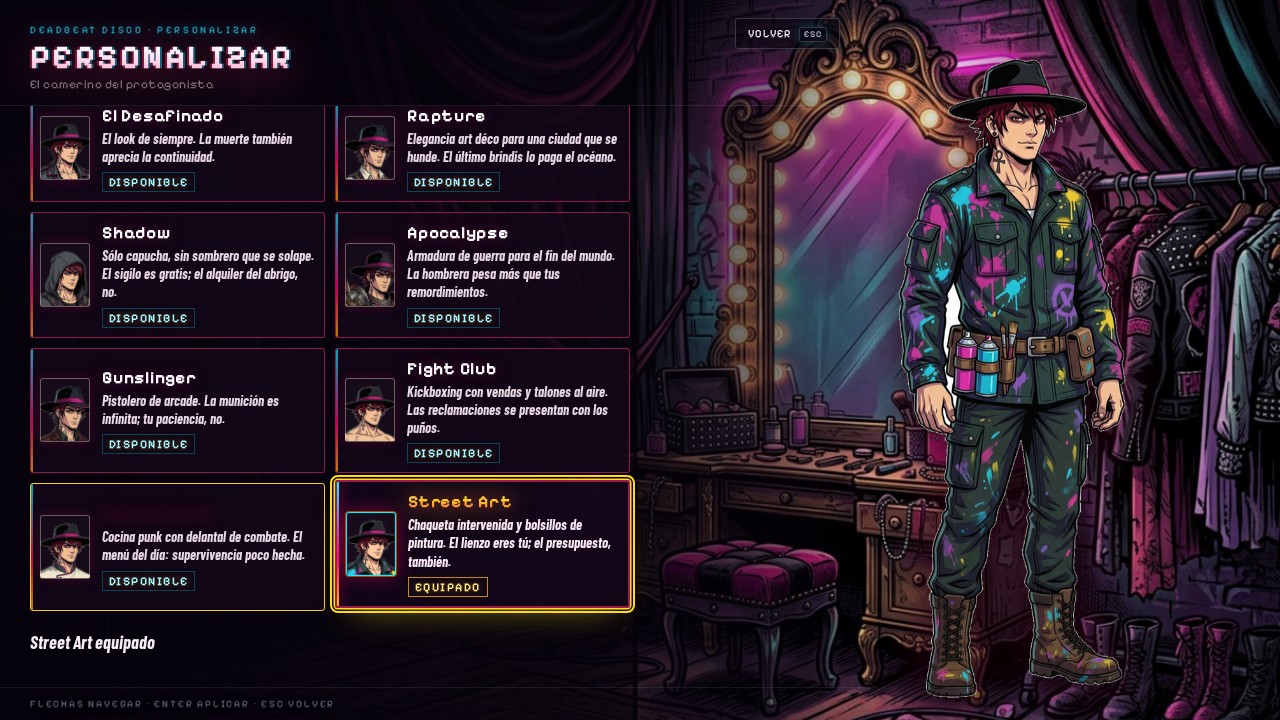 DEADBEAT DISCO · PERSONALIZAR
PERSONALIZAR
El camerino del protagonista
VOLVER ESC
El Desafinado
El look de siempre. La muerte también
aprecia la continuidad.
DISPONIBLE
Rapture
Elegancia art déco para una ciudad que se
hunde. El último brindis lo paga el océano.
DISPONIBLE
Shadow
Sólo capucha, sin sombrero que se solape.
El sigilo es gratis; el alquiler del abrigo,
no.
DISPONIBLE
Apocalypse
Armadura de guerra para el fin del mundo.
La hombrera pesa más que tus
remordimientos.
DISPONIBLE
Gunslinger
Pistolero de arcade. La munición es
infinita; tu paciencia, no.
DISPONIBLE
Fight Club
Kickboxing con vendas y talones al aire.
Las reclamaciones se presentan con los
puños.
DISPONIBLE
Cocina punk con delantal de combate. El
menú del día: supervivencia poco hecha.
DISPONIBLE
Street Art
Chaqueta intervenida y bolsillos de
pintura. El lienzo eres tú; el presupuesto,
también.
EQUIPADO
Street Art equipado
FLECHAS NAVEGAR · ENTER APLICAR · ESC VOLVER